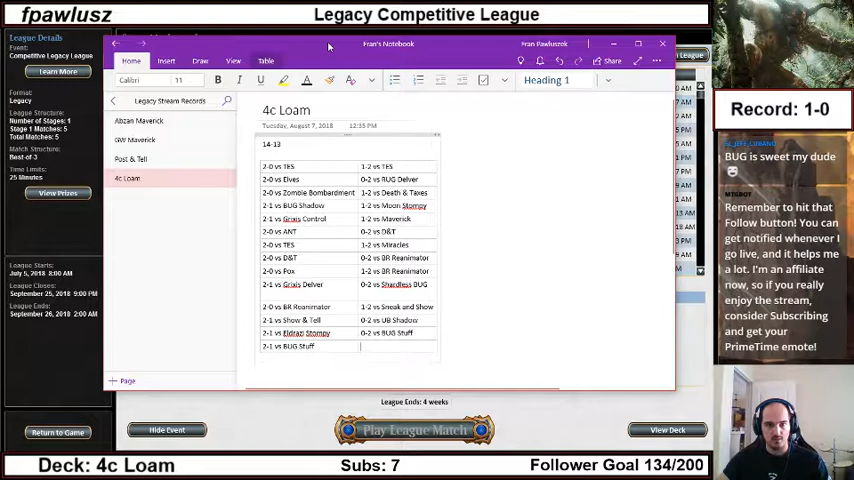 fpawlusz
Legacy Competitive League
League Details
Event:
Competitive Legacy League
Learn More
Format:
Legacy
League Structure:
Number of Stages: 1
Stage 1 Matches: 5
Total Matches: 5
Match Structure:
Best-of-3
Time Limits:
25 Minutes
View Prizes
League Starts:
July 5, 2018 8:00 AM
League Closes:
September 25, 2018 9:00 PM
League Ends:
September 26, 2018 2:00 AM
Return to Game
Fran's Notebook
Fran Pawluszek
Home
Insert
Draw
View
Table
Share
Calibri
11
B
I
U
A
Heading 1
Legacy Stream Records
Abzan Maverick
GW Maverick
Post & Tell
4c Loam
Page
4c Loam
Tuesday, August 7, 2018 12:35 PM
14-13
2-0 vs TES 1-2 vs TES
2-0 vs Elves 0-2 vs RUG Delver
2-0 vs Zombie Bombardment 1-2 vs Death & Taxes
2-1 vs BUG Shadow 1-2 vs Moon Stompy
2-1 vs Grixis Control 1-2 vs Maverick
2-0 vs ANT 0-2 vs D&T
2-0 vs TES 1-2 vs Miracles
2-0 vs D&T 1-2 vs BR Reanimator
2-0 vs Pox 1-2 vs BR Reanimator
2-1 vs Grixis Delver 0-2 vs Shardless BUG
2-0 vs BR Reanimator 1-2 vs Sneak and Show
2-1 vs Show & Tell 0-2 vs UB Shadow
2-1 vs Eldrazi Stompy 0-2 vs BUG Stuff
2-1 vs BUG Stuff
League Ends: 4 weeks
Hide Event
Play League Match
View Deck
Record: 1-0
BUG is sweet my dude
MTGBOT
Remember to hit that
Follow button! You can
get notified whenever I
go live, and it helps me
a lot. I'm an affiliate
now, so if you really
enjoy the stream,
consider Subscribing
and get your
PrimeTime emote!
Deck: 4c Loam
Subs: 7
Follower Goal 134/200